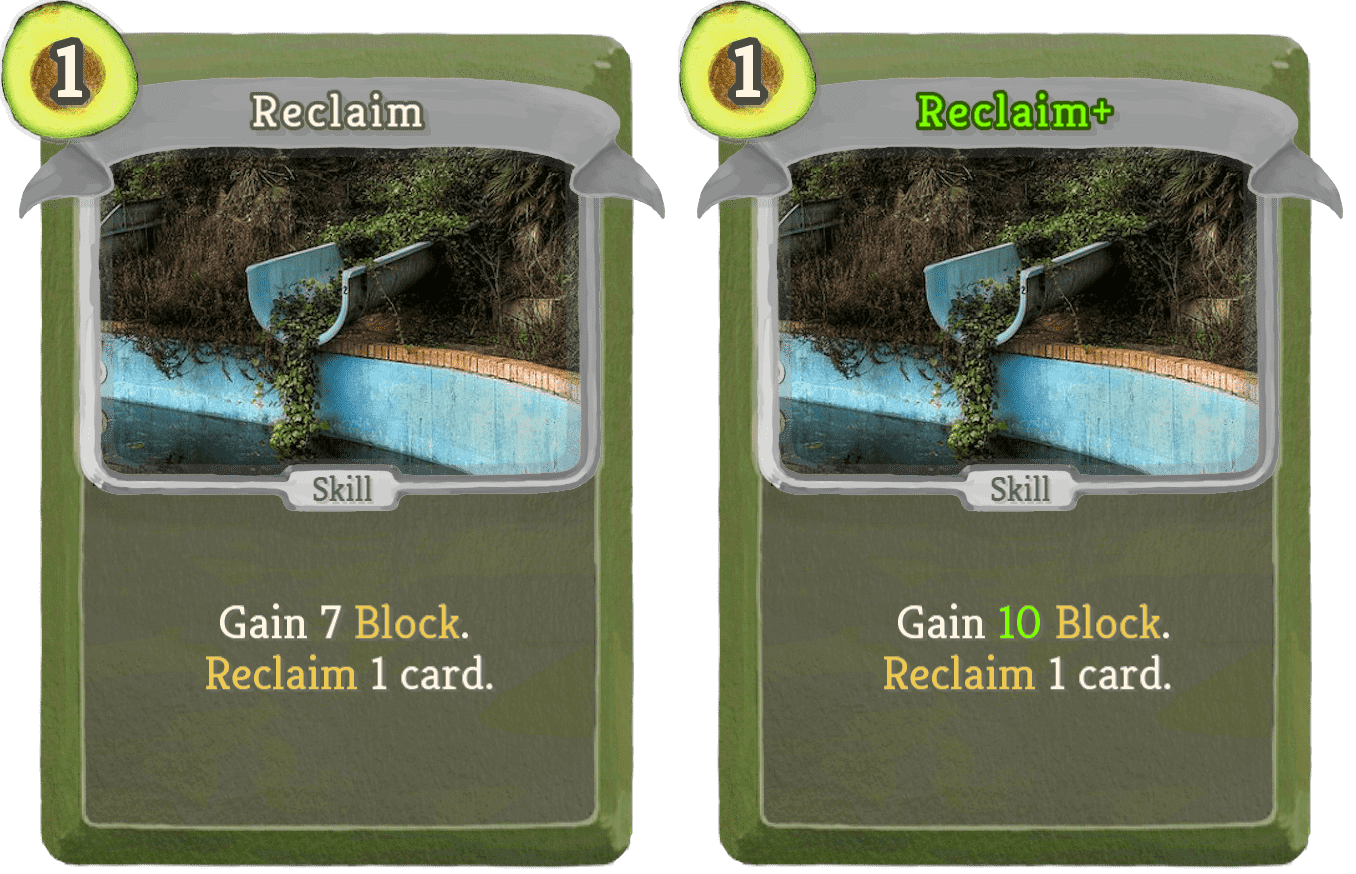 1
Reclaim
Skill
Gain 7 Block.
Reclaim 1 card.
1
Reclaim+
Skill
Gain 10 Block.
Reclaim 1 card.